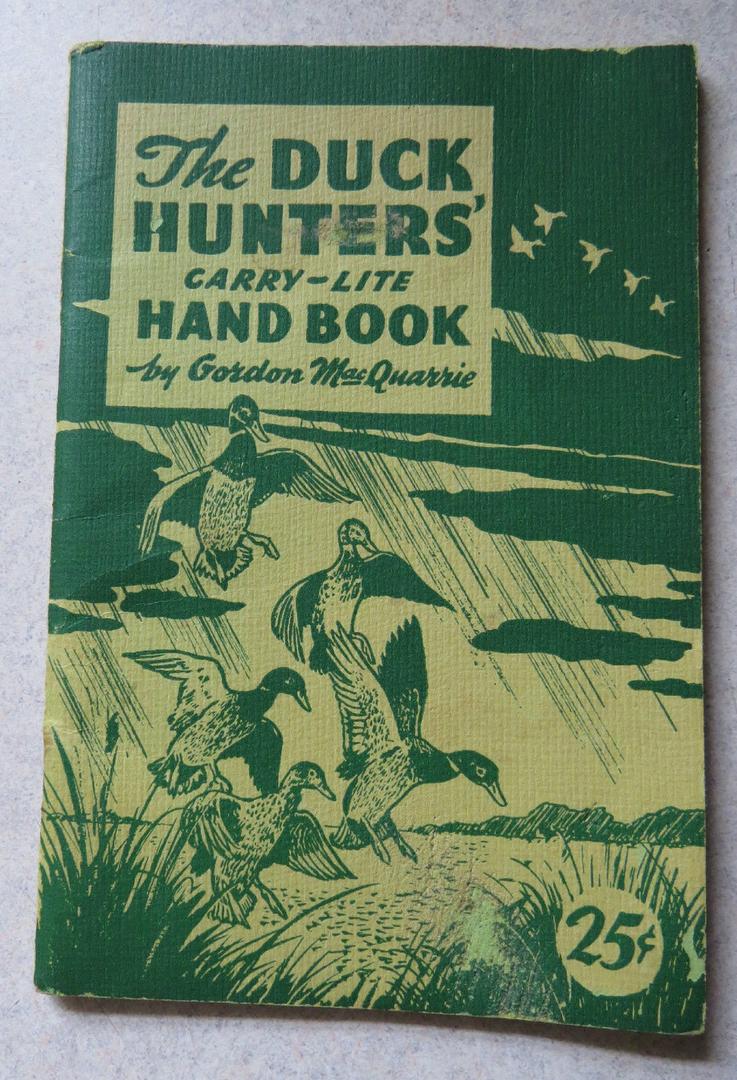 The DUCK
HUNTERS'
CARRY-LITE
HAND BOOK
by Gordon MacQuarrie
25¢